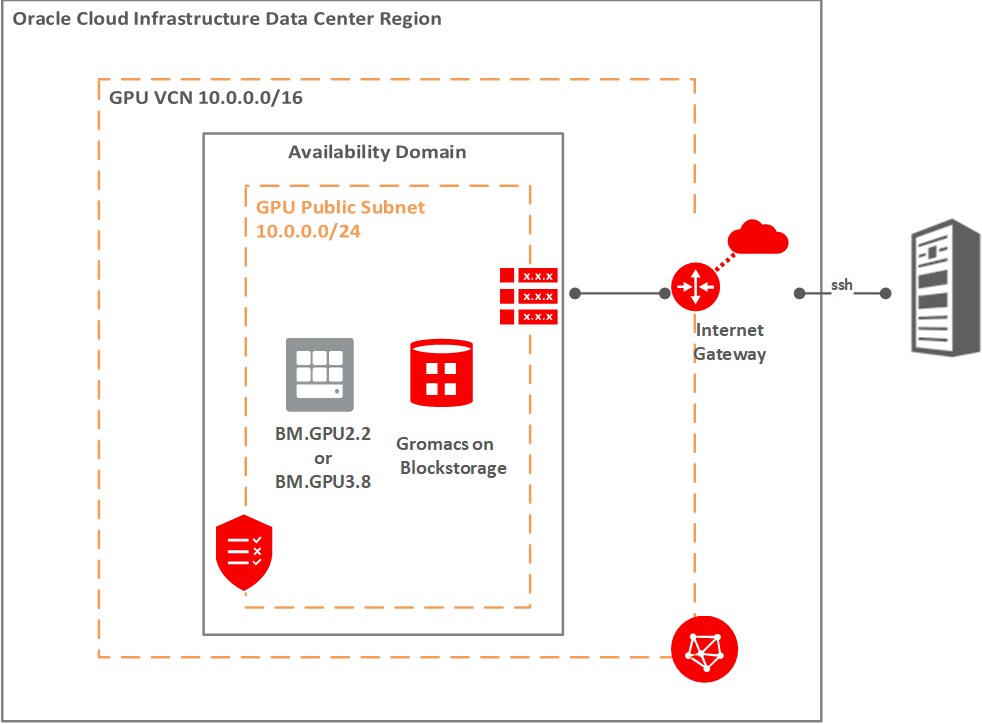 Oracle Cloud Infrastructure Data Center Region
GPU VCN 10.0.0.0/16
Availability Domain
GPU Public Subnet
10.0.0.0/24
x.x.x
x.x.x
x.x.x
ssh
Internet
Gateway
BM.GPU2.2
or
BM.GPU3.8
Gromacs on
Blockstorage